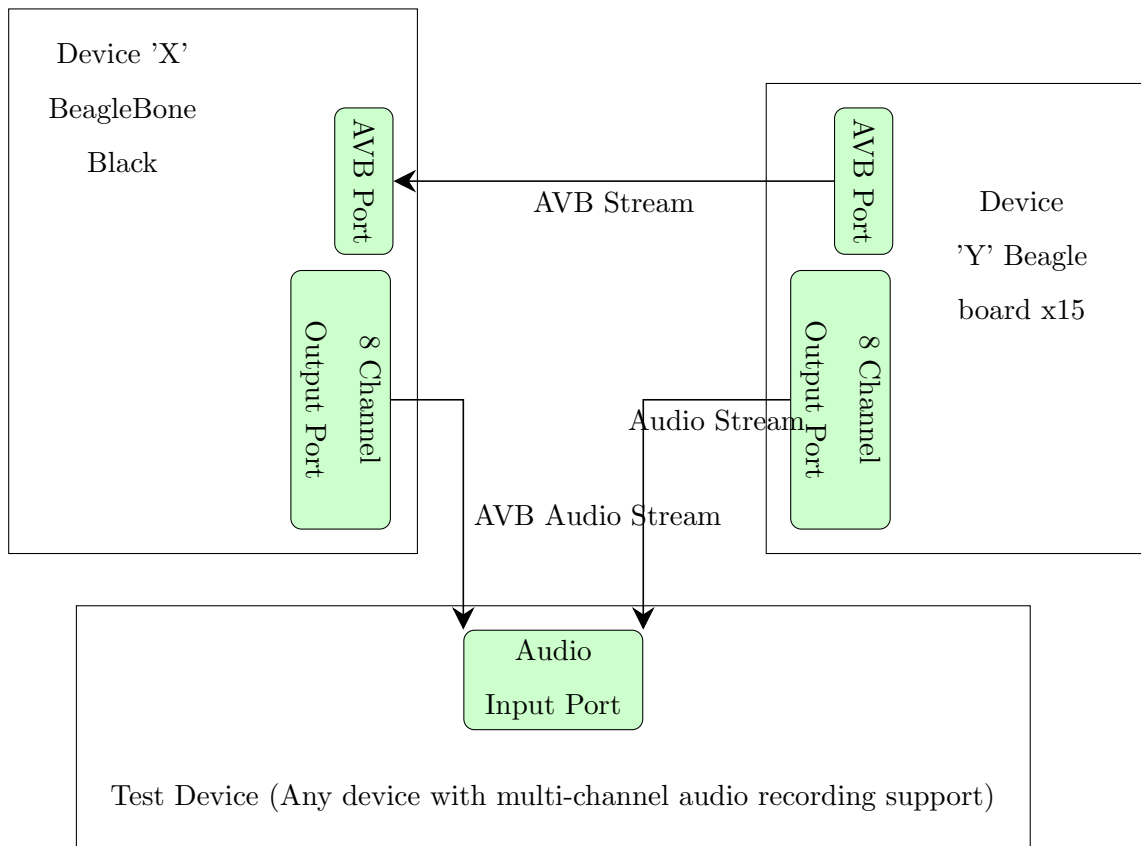 Device 'X'
BeagleBone
Black
AVB Port
8 Channel
Output Port
AVB Stream
AVB Port
Device
'Y' Beagle
board x15
8 Channel
Output Port
Audio Stream
AVB Audio Stream
Audio
Input Port
Test Device (Any device with multi-channel audio recording support)